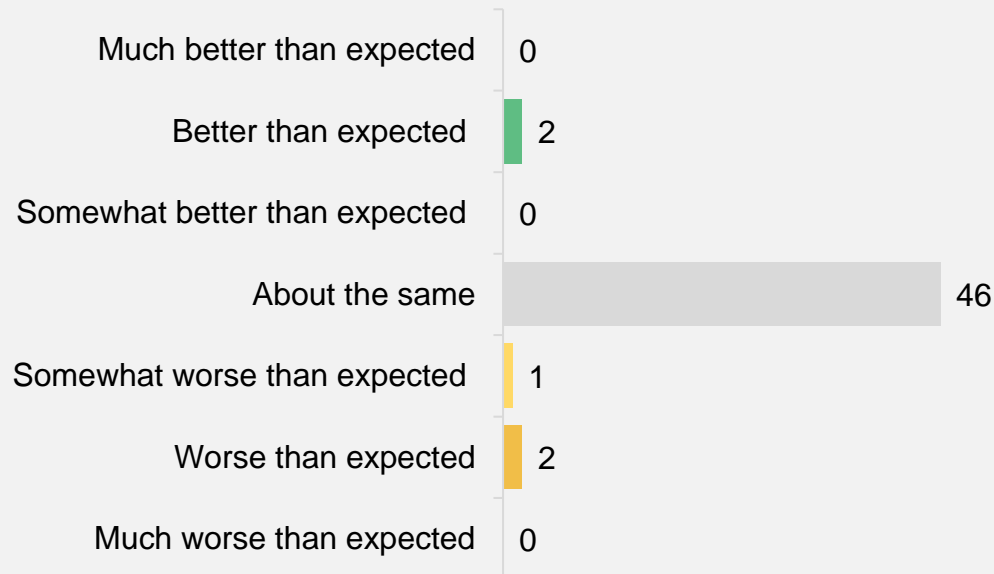 Much better than expected 0
Better than expected 2
Somewhat better than expected 0
About the same 46
Somewhat worse than expected 1
Worse than expected 2
Much worse than expected 0